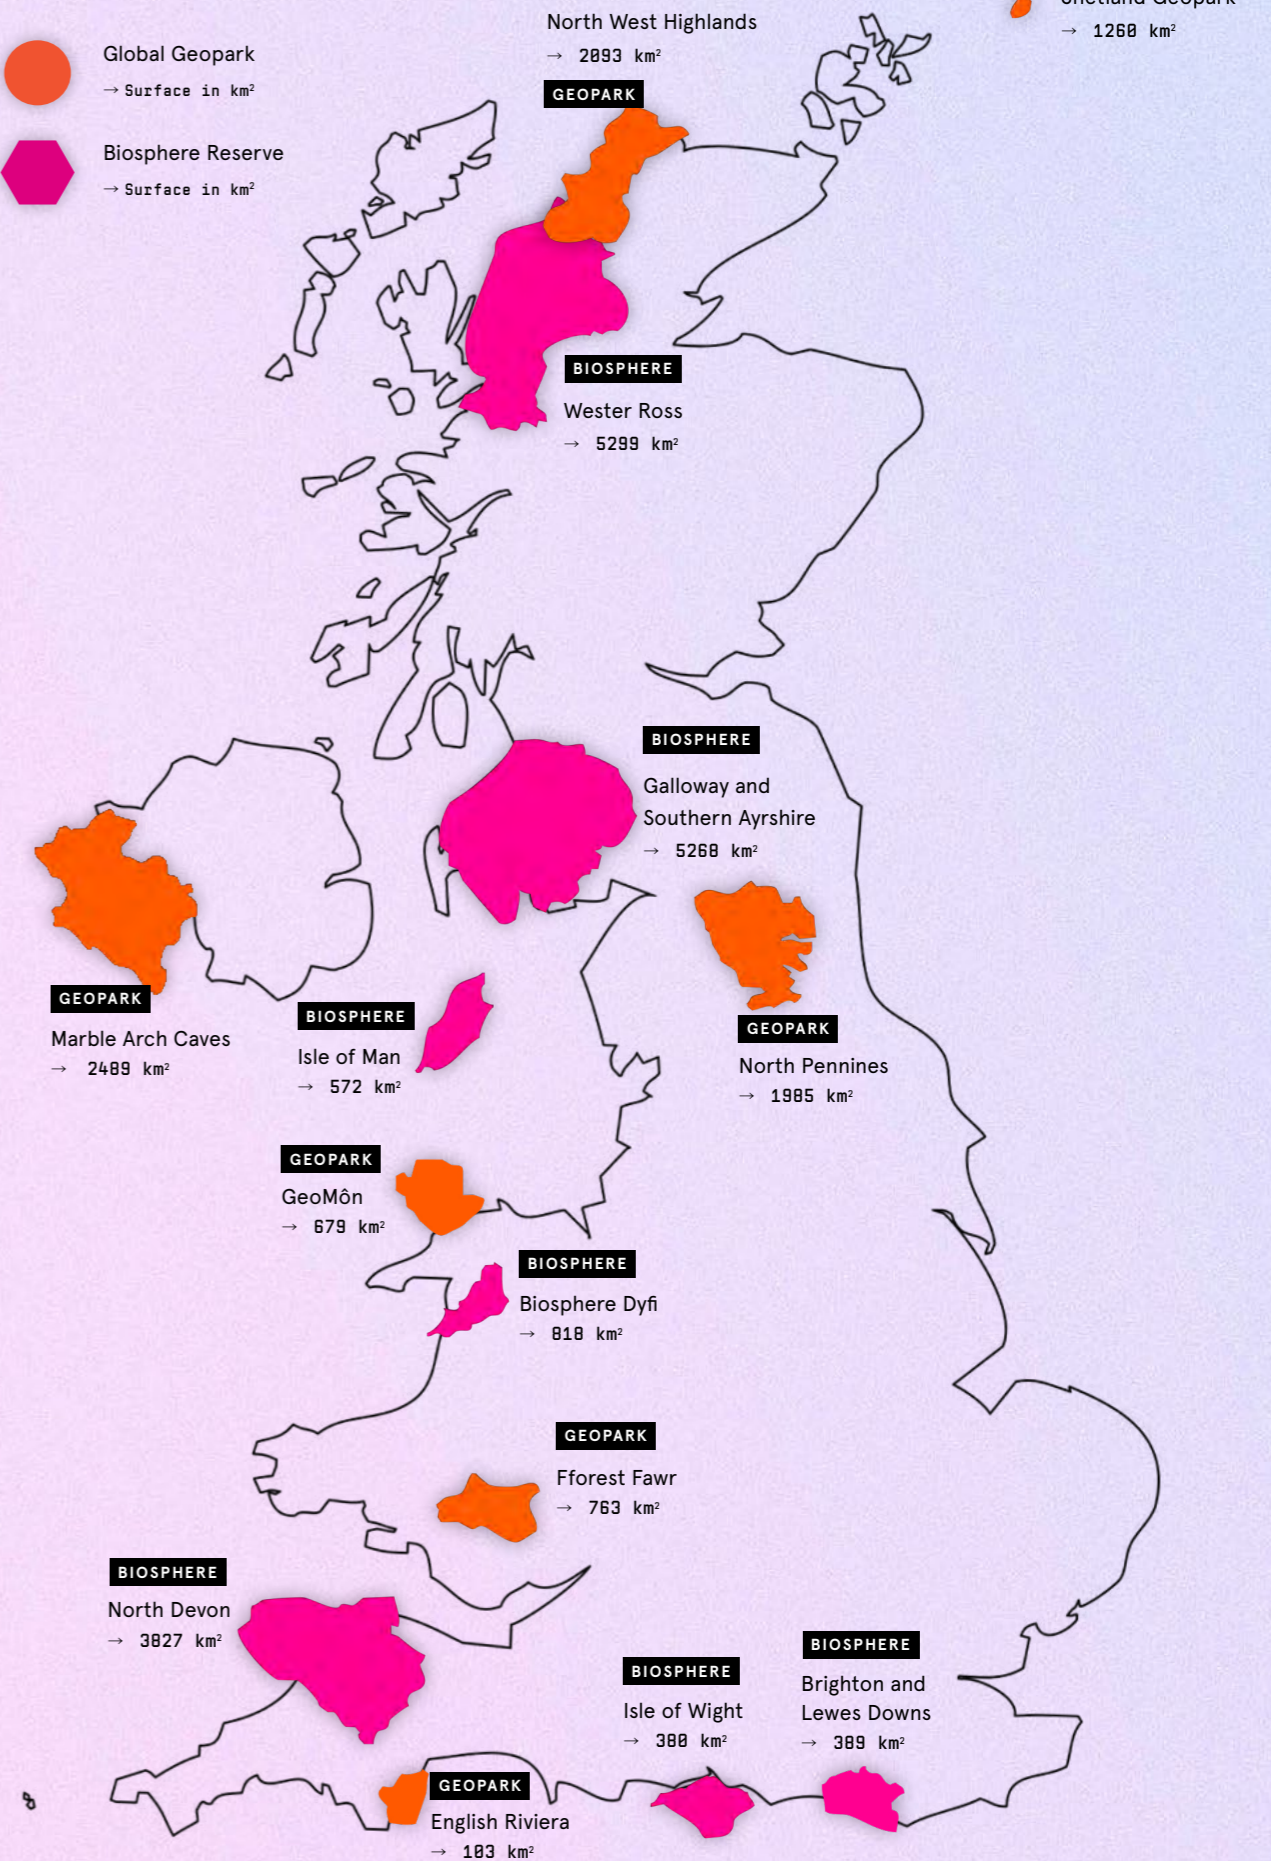 Shetland Geopark
→ 1260 km²
North West Highlands
→ 2093 km²
GEOPARK
Global Geopark
→ Surface in km²
Biosphere Reserve
→ Surface in km²
BIOSPHERE
Wester Ross
→ 5299 km²
BIOSPHERE
Galloway and
Southern Ayrshire
→ 5268 km²
GEOPARK
Marble Arch Caves
→ 2489 km²
BIOSPHERE
Isle of Man
→ 572 km²
GEOPARK
North Pennines
→ 1985 km²
GEOPARK
GeoMôn
→ 679 km²
BIOSPHERE
Biosphere Dyfi
→ 818 km²
GEOPARK
Fforest Fawr
→ 763 km²
BIOSPHERE
North Devon
→ 3827 km²
BIOSPHERE
Isle of Wight
→ 380 km²
BIOSPHERE
Brighton and
Lewes Downs
→ 389 km²
GEOPARK
English Riviera
→ 103 km²